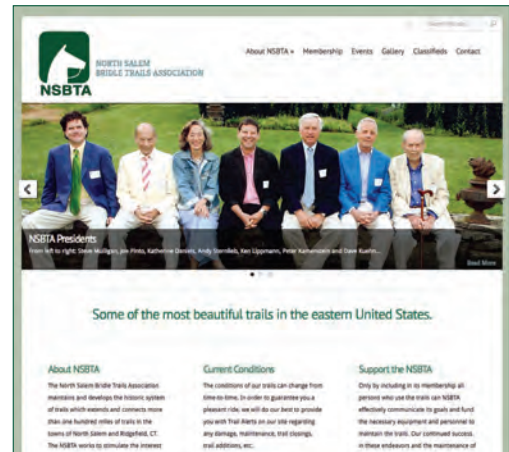 NSBTA
NORTH SALEM
BRIDLE TRAILS ASSOCIATION
About NSBTA » Membership Events Gallery Classifieds Contact
NSBTA Presidents
From left to right: Steve Mulligan, Jon Pinto, Katherine Daniels, Andy Sternlieb, Ken Lippmann, Peter Kamenstein and Dave Kuehn...
Read More
Some of the most beautiful trails in the eastern United States.
About NSBTA
The North Salem Bridle Trails Association
maintains and develops the historic system
of trails which extends and connects more
than one hundred miles of trails in the
towns of North Salem and Ridgefield, CT.
The NSBTA works to stimulate the interest
Current Conditions
The conditions of our trails can change from
time-to-time. In order to guarantee you a
pleasant ride, we will do our best to provide
you with Trail Alerts on our site regarding
any damage, maintenance, trail closings,
trail additions, etc.
Support the NSBTA
Only by including in its membership all
persons who use the trails can NSBTA
effectively communicate its goals and fund
the necessary equipment and personnel to
maintain the trails. Our continued success
in these endeavors and the maintenance of